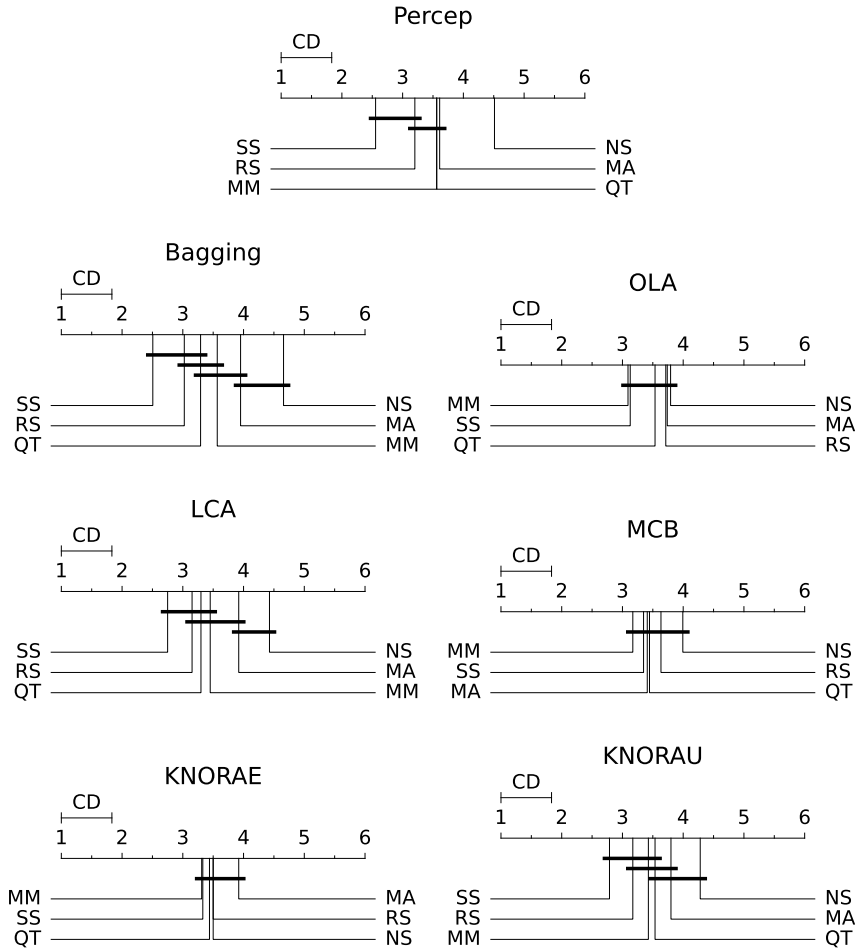 Percep
CD
1 2 3 4 5 6
SS NS
RS MA
MM QT
Bagging
CD
1 2 3 4 5 6
SS NS
RS MA
QT MM
OLA
CD
1 2 3 4 5 6
MM NS
SS MA
QT RS
LCA
CD
1 2 3 4 5 6
SS NS
RS MA
QT MM
MCB
CD
1 2 3 4 5 6
MM NS
SS RS
MA QT
KNORAE
CD
1 2 3 4 5 6
MM MA
SS RS
QT NS
KNORAU
CD
1 2 3 4 5 6
SS NS
RS MA
MM QT